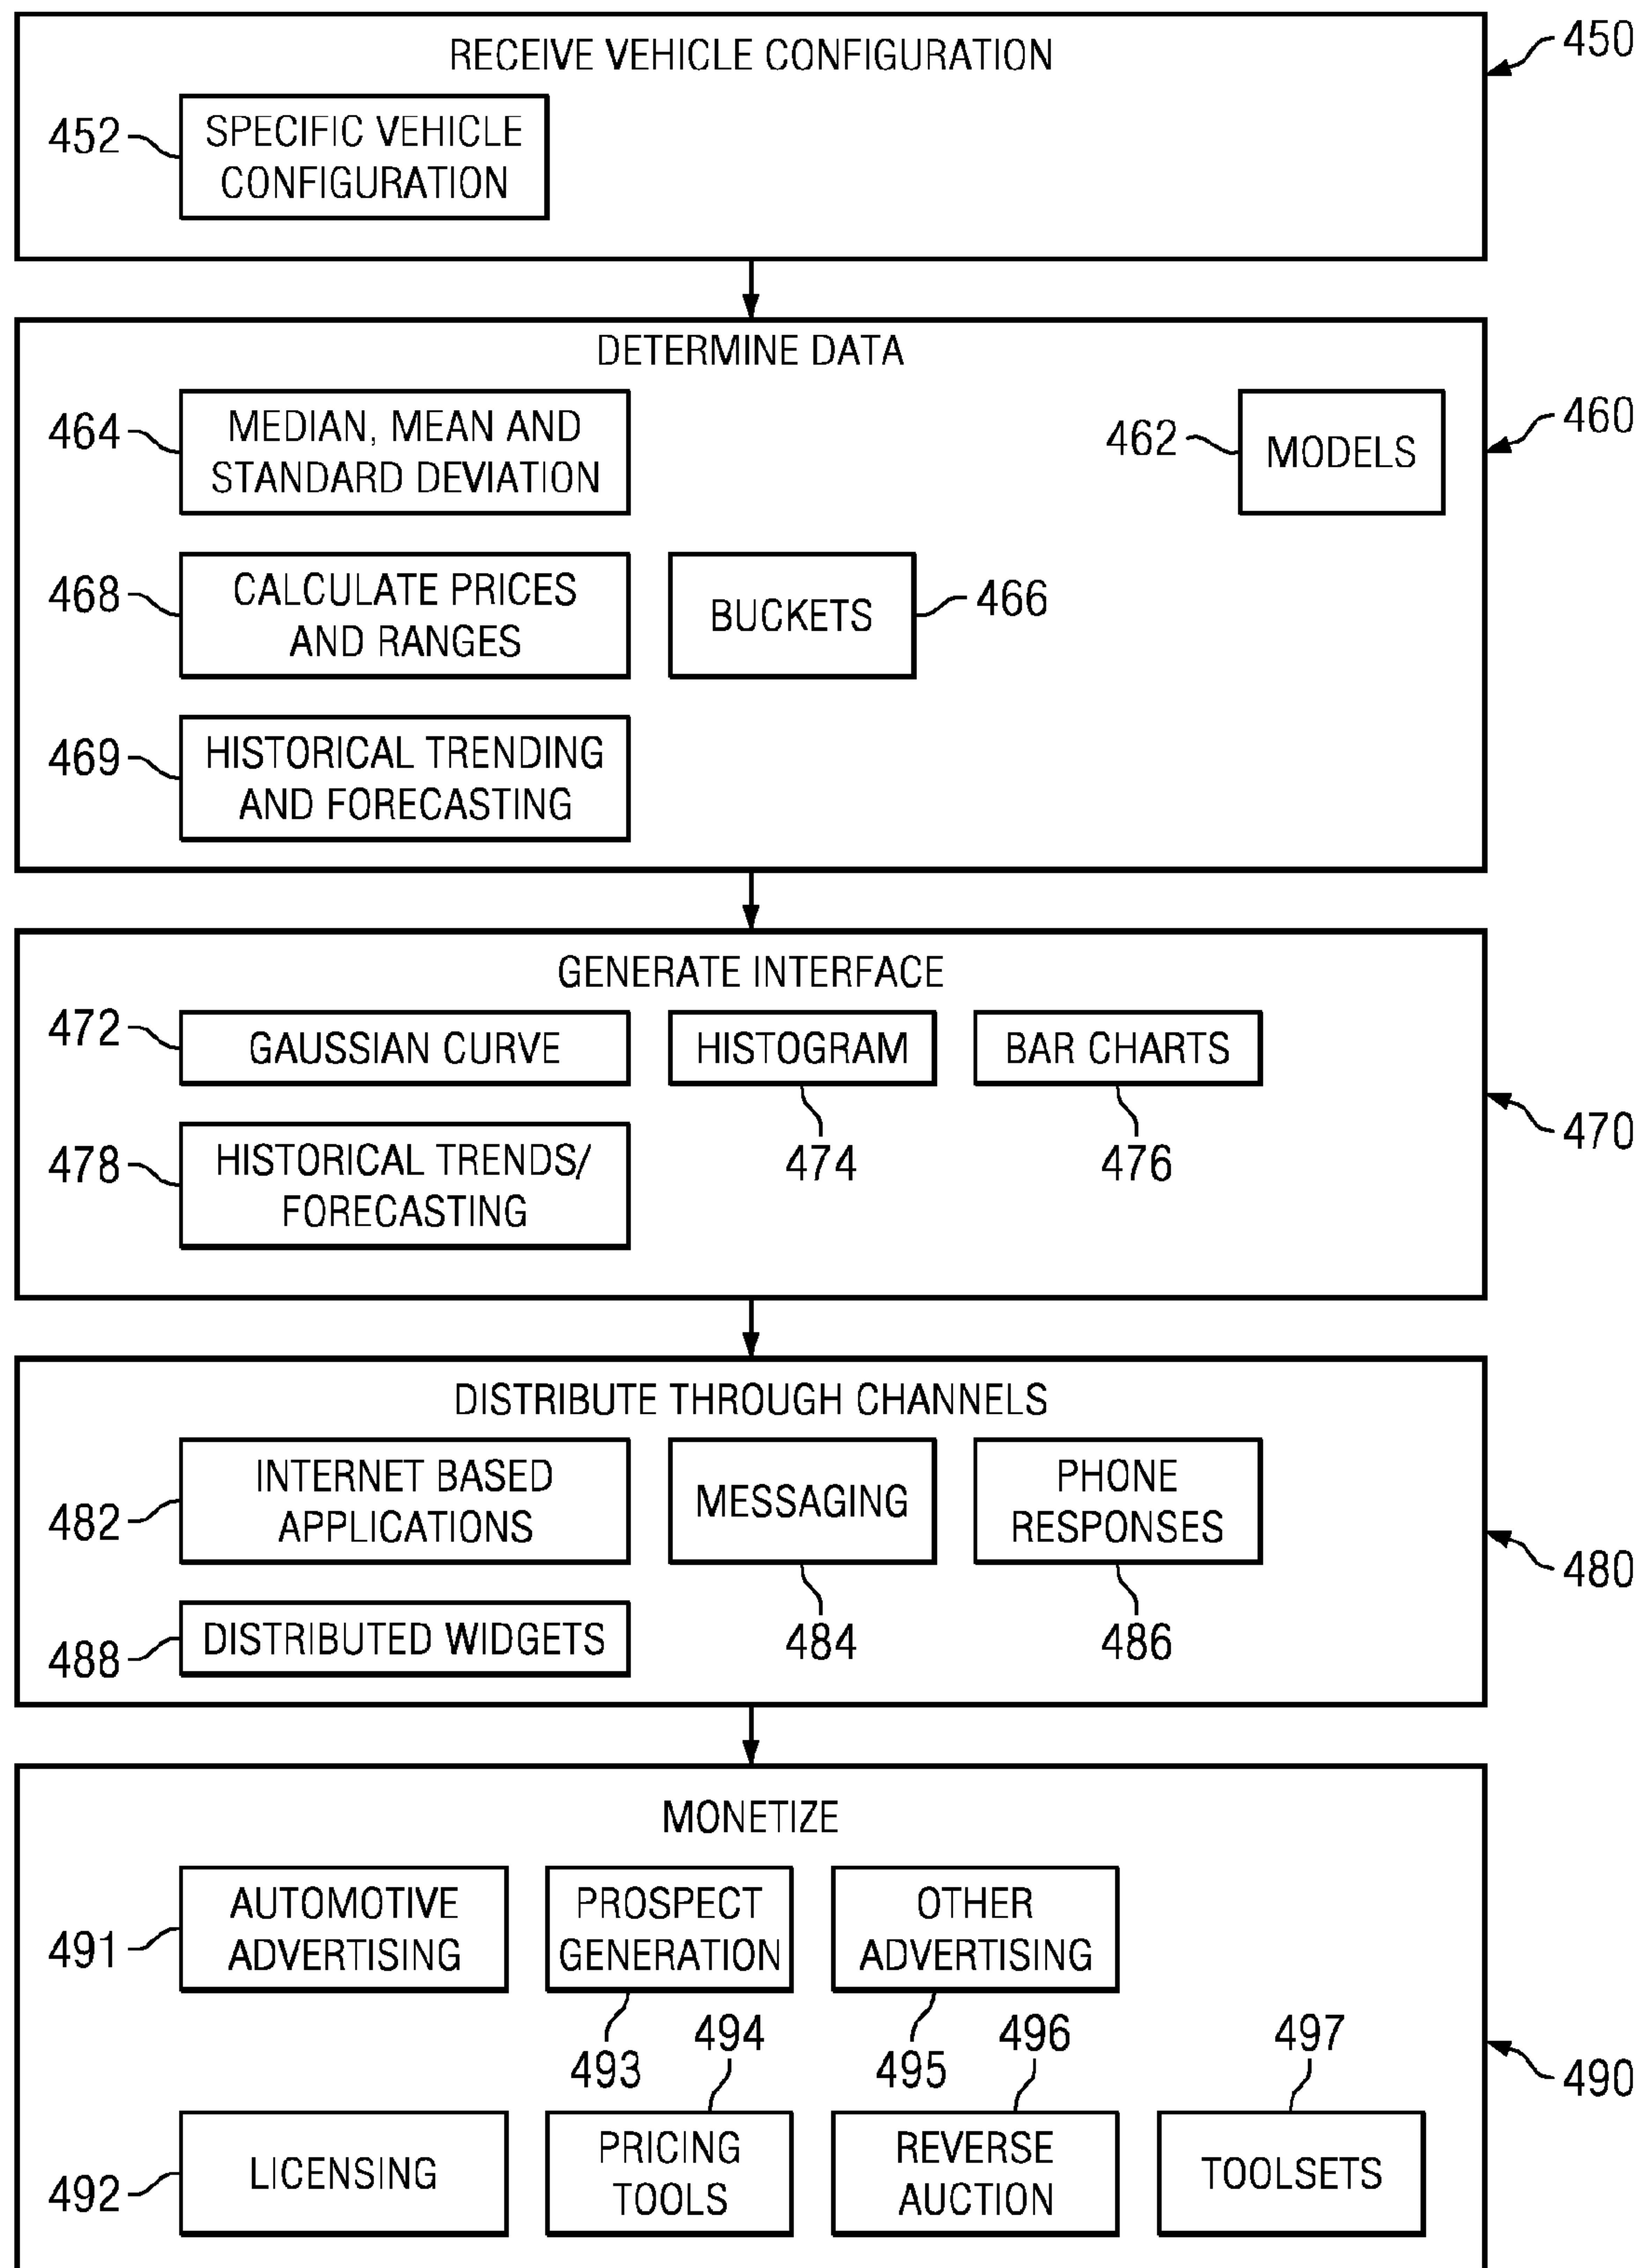 RECEIVE VEHICLE CONFIGURATION
450
452
SPECIFIC VEHICLE
CONFIGURATION
DETERMINE DATA
464
MEDIAN, MEAN AND
STANDARD DEVIATION
462
MODELS
460
468
CALCULATE PRICES
AND RANGES
BUCKETS
466
469
HISTORICAL TRENDING
AND FORECASTING
GENERATE INTERFACE
472
GAUSSIAN CURVE
HISTOGRAM
BAR CHARTS
474
476
470
478
HISTORICAL TRENDS/
FORECASTING
DISTRIBUTE THROUGH CHANNELS
482
INTERNET BASED
APPLICATIONS
MESSAGING
PHONE
RESPONSES
480
488
DISTRIBUTED WIDGETS
484
486
MONETIZE
491
AUTOMOTIVE
ADVERTISING
PROSPECT
GENERATION
OTHER
ADVERTISING
493
494
495
496
497
490
492
LICENSING
PRICING
TOOLS
REVERSE
AUCTION
TOOLSETS